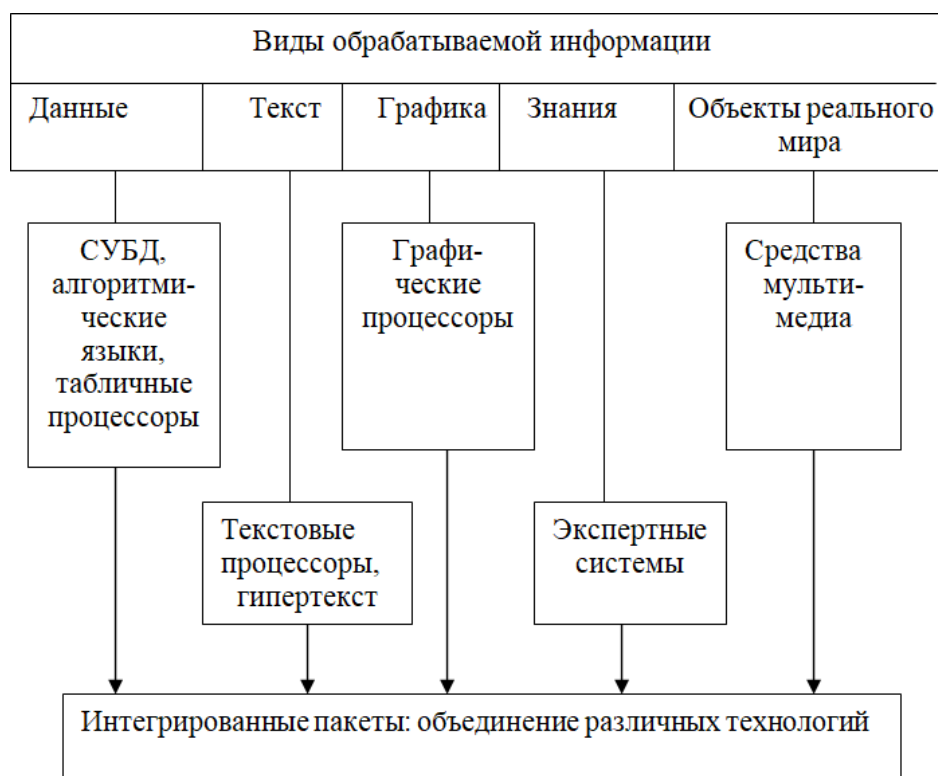 Виды обрабатываемой информации
Данные
Текст
Графика
Знания
Объекты реального
мира
СУБД,
алгоритми-
ческие
языки,
табличные
процессоры
Графи-
ческие
процессоры
Средства
мульти-
медиа
Текстовые
процессоры,
гипертекст
Экспертные
системы
Интегрированные пакеты: объединение различных технологий